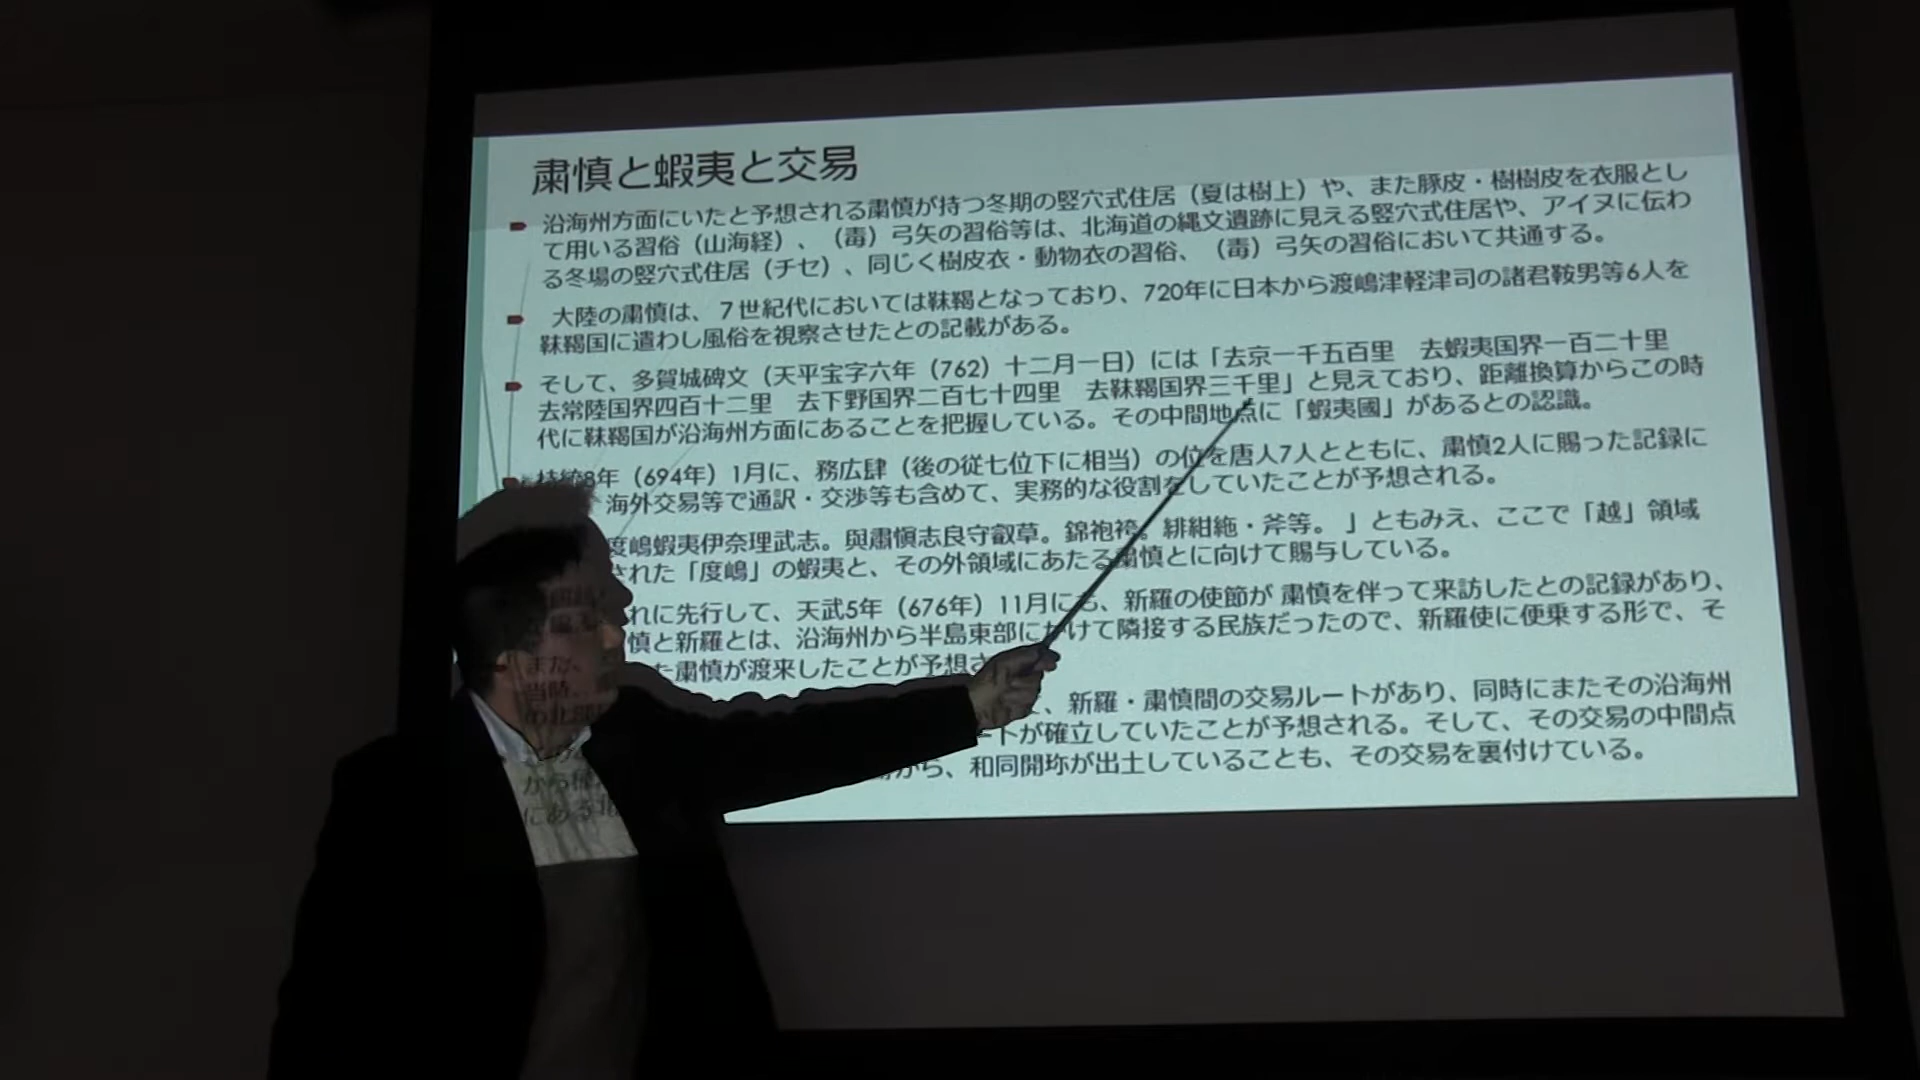 粛慎と蝦夷と交易
沿海州方面にいたと予想される粛慎が持つ冬期の竪穴式住居（夏は樹上）や、また豚皮・樹樹皮を衣服とし
て用いる習俗（山海経）、（毒）弓矢の習俗等は、北海道の縄文遺跡に見える竪穴式住居や、アイヌに伝わ
る冬場の竪穴式住居（チセ）、同じく樹皮衣・動物衣の習俗、（毒）弓矢の習俗において共通する。
大陸の粛慎は、７世紀代においては靺鞨となっており、720年に日本から渡嶋津軽津司の諸君鞍男等6人を
靺鞨国に遣わし風俗を視察させたとの記載がある。
そして、多賀城碑文（天平宝字六年（762）十二月一日）には「去京一千五百里　去蝦夷国界一百二十里
去常陸国界四百十二里　去下野国界二百七十四里　去靺鞨国界三千里」と見えており、距離換算からこの時
代に靺鞨国が沿海州方面にあることを把握している。その中間地点に「蝦夷國」があるとの認識。
持統8年（694年）1月に、務広肆（後の従七位下に相当）の位を唐人7人とともに、粛慎2人に賜った記録に
海外交易等で通訳・交渉等も含めて、実務的な役割をしていたことが予想される。
度嶋蝦夷伊奈理武志。與肅愼志良守叡草。錦袍袴。緋紺絁・斧等。」ともみえ、ここで「越」領域
された「度嶋」の蝦夷と、その外領域にあたる粛慎とに向けて賜与している。
れに先行して、天武5年（676年）11月にも、新羅の使節が 粛慎を伴って来訪したとの記録があり、
慎と新羅とは、沿海州から半島東部にかけて隣接する民族だったので、新羅使に便乗する形で、そ
また、
た粛慎が渡来したことが予想さ
当時、
、新羅・粛慎間の交易ルートがあり、同時にまたその沿海州
の北部
ートが確立していたことが予想される。そして、その交易の中間点
から
から、和同開珎が出土していることも、その交易を裏付けている。
にある北